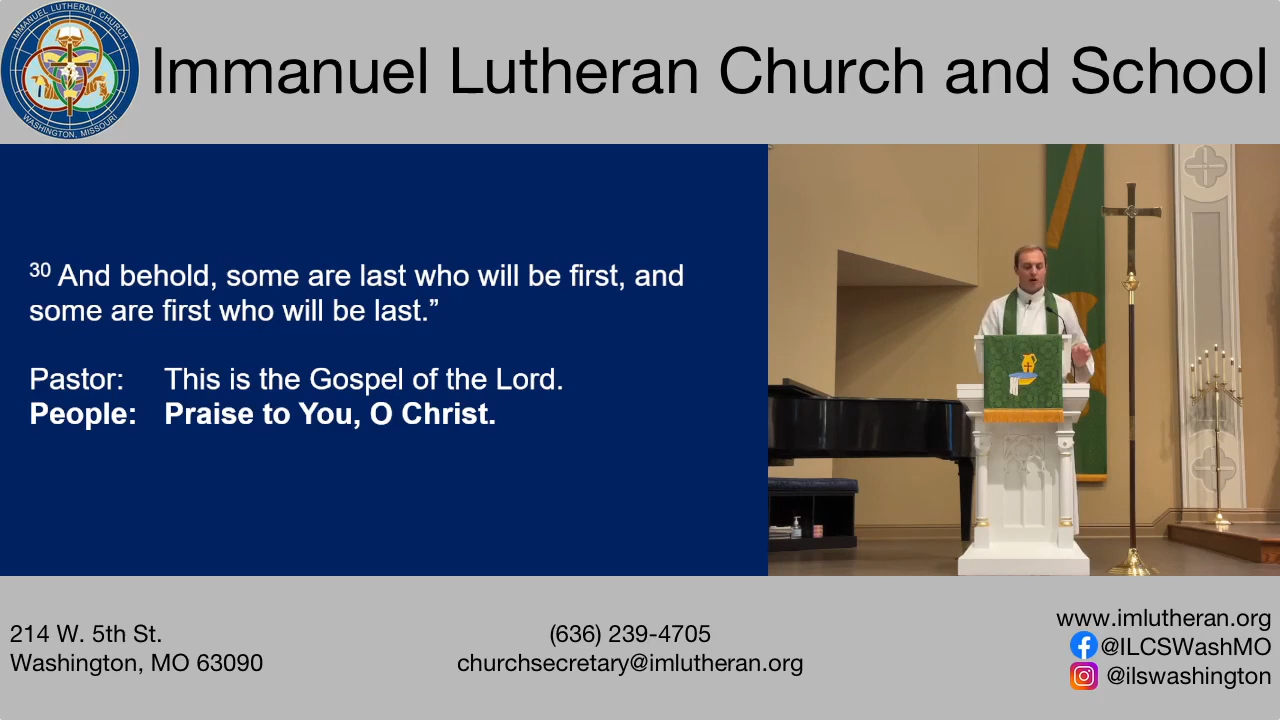 IMMANUEL LUTHERAN CHURCH
WASHINGTON, MISSOURI
Immanuel Lutheran Church and School
30 And behold, some are last who will be first, and
some are first who will be last.”
Pastor: This is the Gospel of the Lord.
People: Praise to You, O Christ.
214 W. 5th St.
Washington, MO 63090
(636) 239-4705
churchsecretary@imlutheran.org
www.imlutheran.org
@ILCSWashMO
@ilswashington